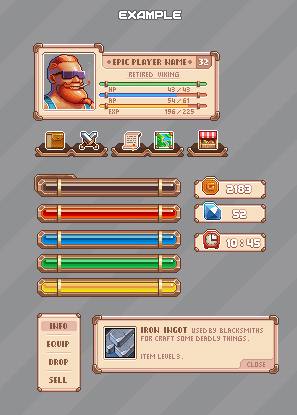 EXAMPLE
EPIC PLAYER NAME 32
RETIRED VIKING
HP 43/43
AP 54/61
EXP 196/225
2183
52
10:45
INFO
EQUIP
DROP
SELL
IRON INGOT USED BY BLACKSMITHS
FOR CRAFT SOME DEADLY THINGS.
ITEM LEVEL 3.
CLOSE